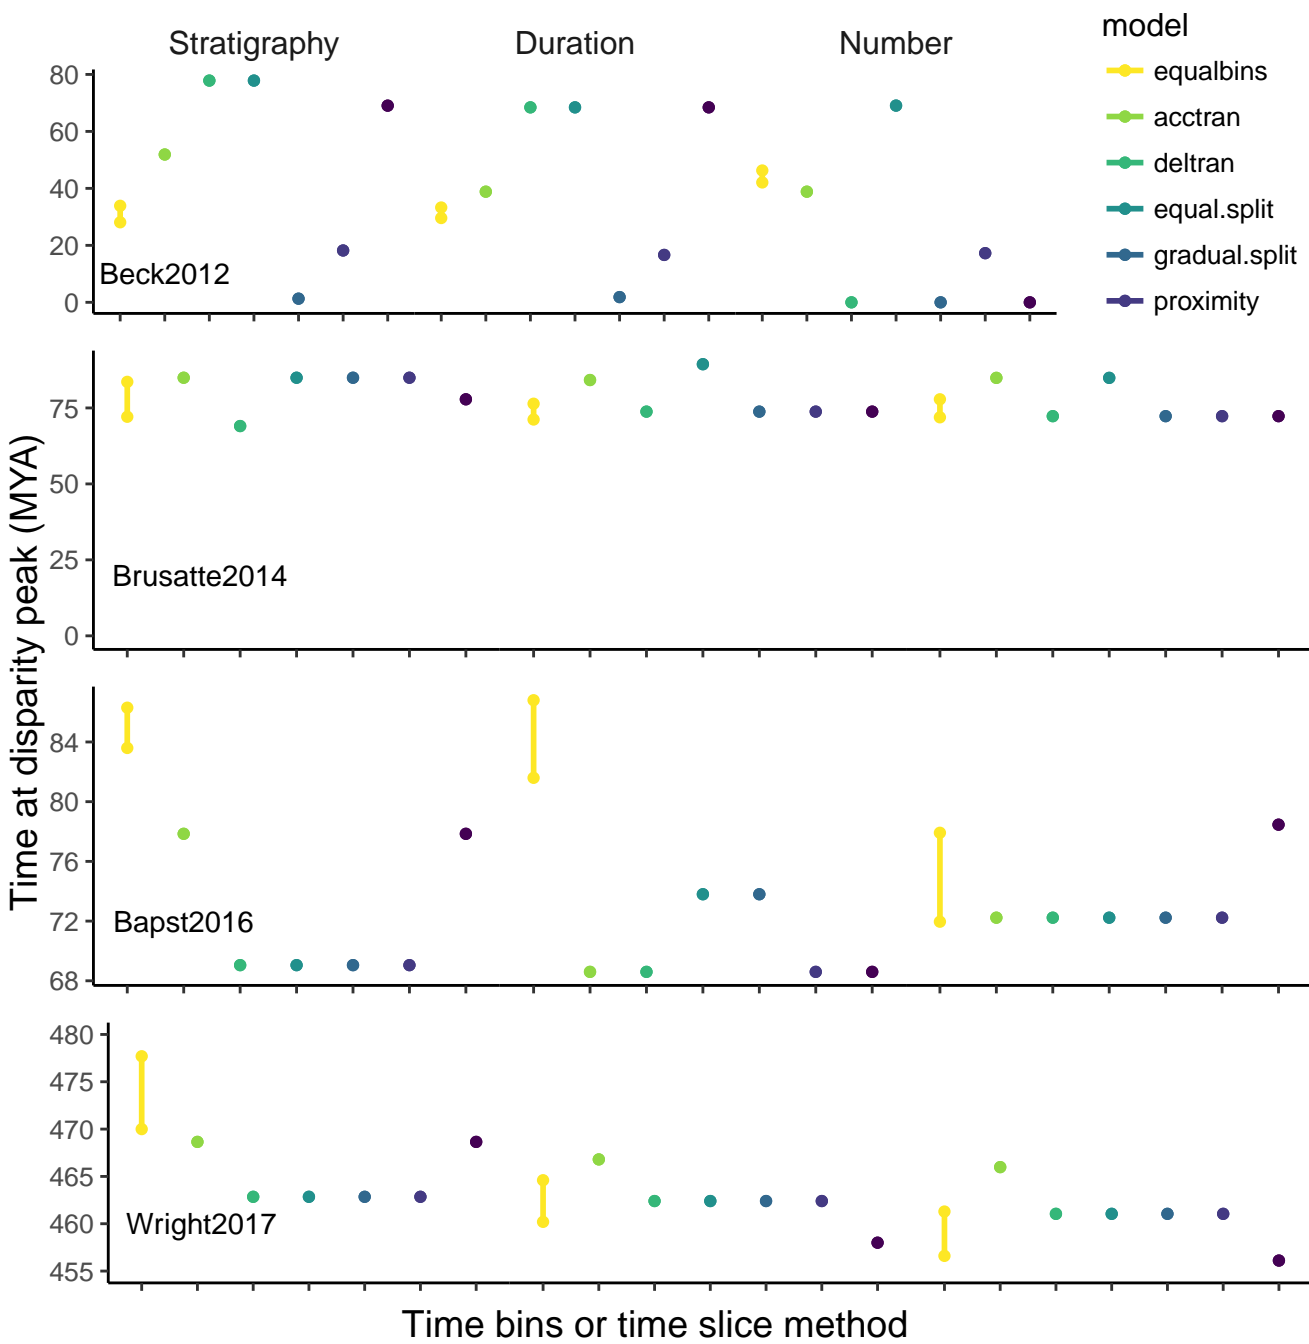 Stratigraphy Duration Number
model
equalbins
acctran
deltran
equal.split
gradual.split
proximity
80
60
40
20
0
Beck2012
75
50
25
0
Brusatte2014
Time at disparity peak (MYA)
84
80
76
72
68
Bapst2016
480
475
470
465
460
455
Wright2017
Time bins or time slice method